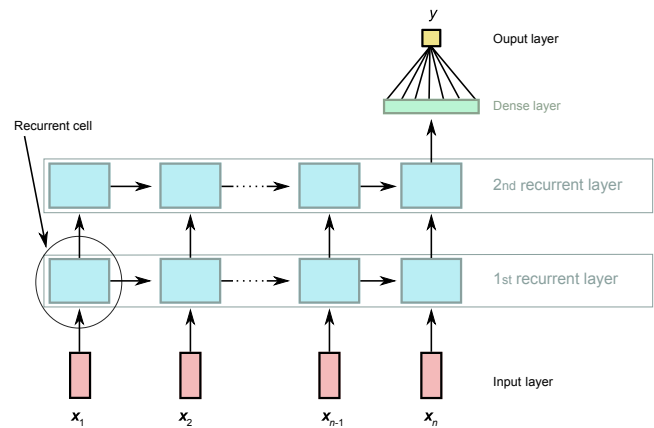 y
Ouput layer
Dense layer
Recurrent cell
2nd recurrent layer
1st recurrent layer
Input layer
x1
x2
xn-1
xn